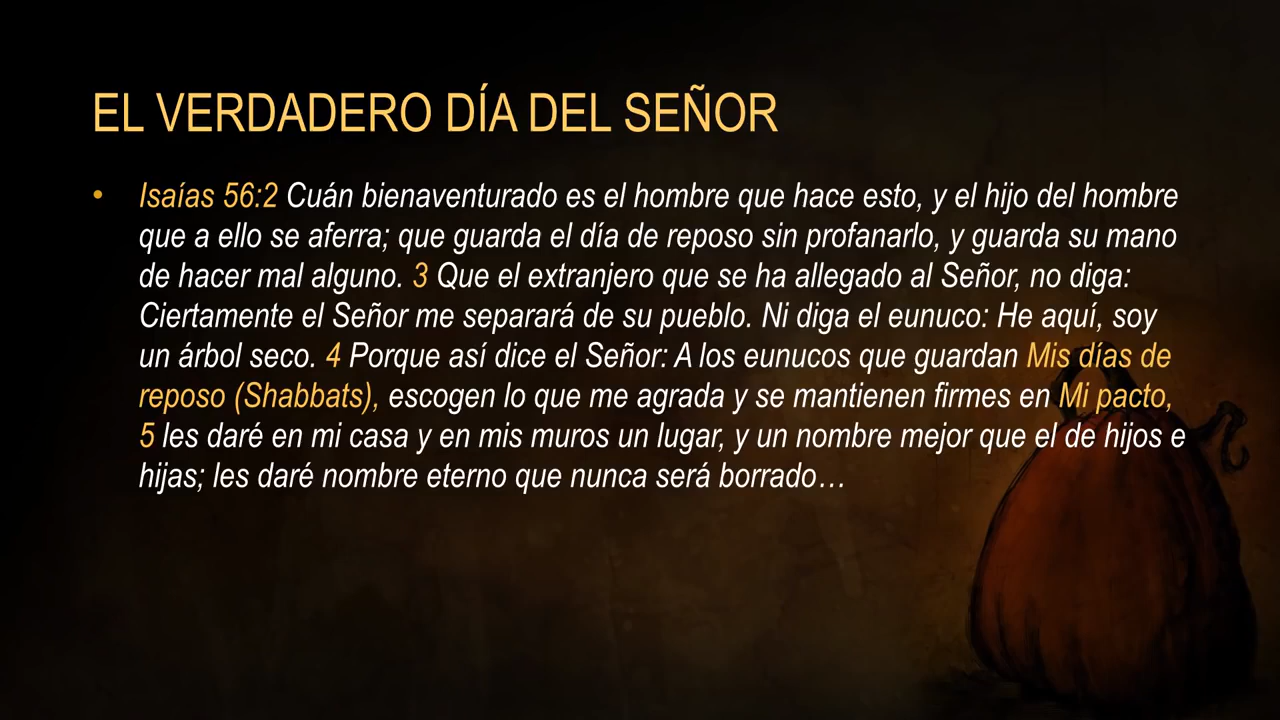 EL VERDADERO DÍA DEL SEÑOR
• Isaías 56:2 Cuán bienaventurado es el hombre que hace esto, y el hijo del hombre
que a ello se aferra; que guarda el día de reposo sin profanarlo, y guarda su mano
de hacer mal alguno. 3 Que el extranjero que se ha allegado al Señor, no diga:
Ciertamente el Señor me separará de su pueblo. Ni diga el eunuco: He aquí, soy
un árbol seco. 4 Porque así dice el Señor: A los eunucos que guardan Mis días de
reposo (Shabbats), escogen lo que me agrada y se mantienen firmes en Mi pacto,
5 les daré en mi casa y en mis muros un lugar, y un nombre mejor que el de hijos e
hijas; les daré nombre eterno que nunca será borrado…